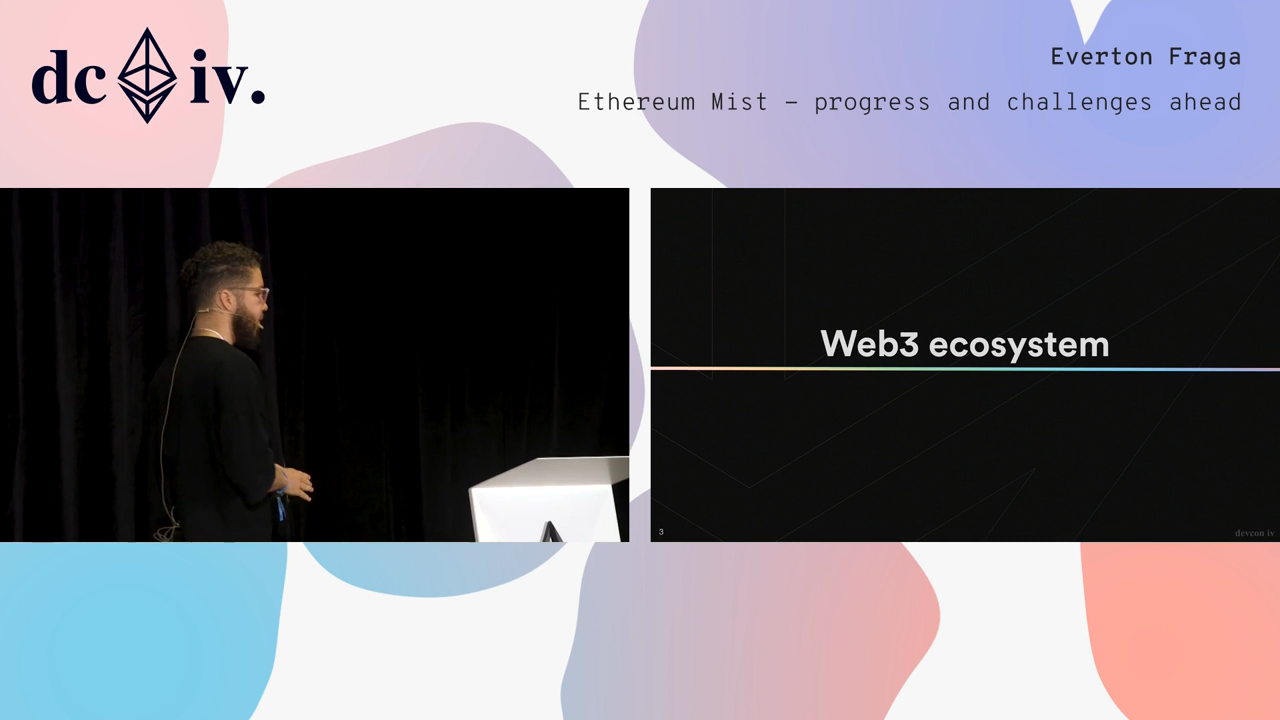 dc iv.
Everton Fraga
Ethereum Mist – progress and challenges ahead
Web3 ecosystem
3
devcon iv